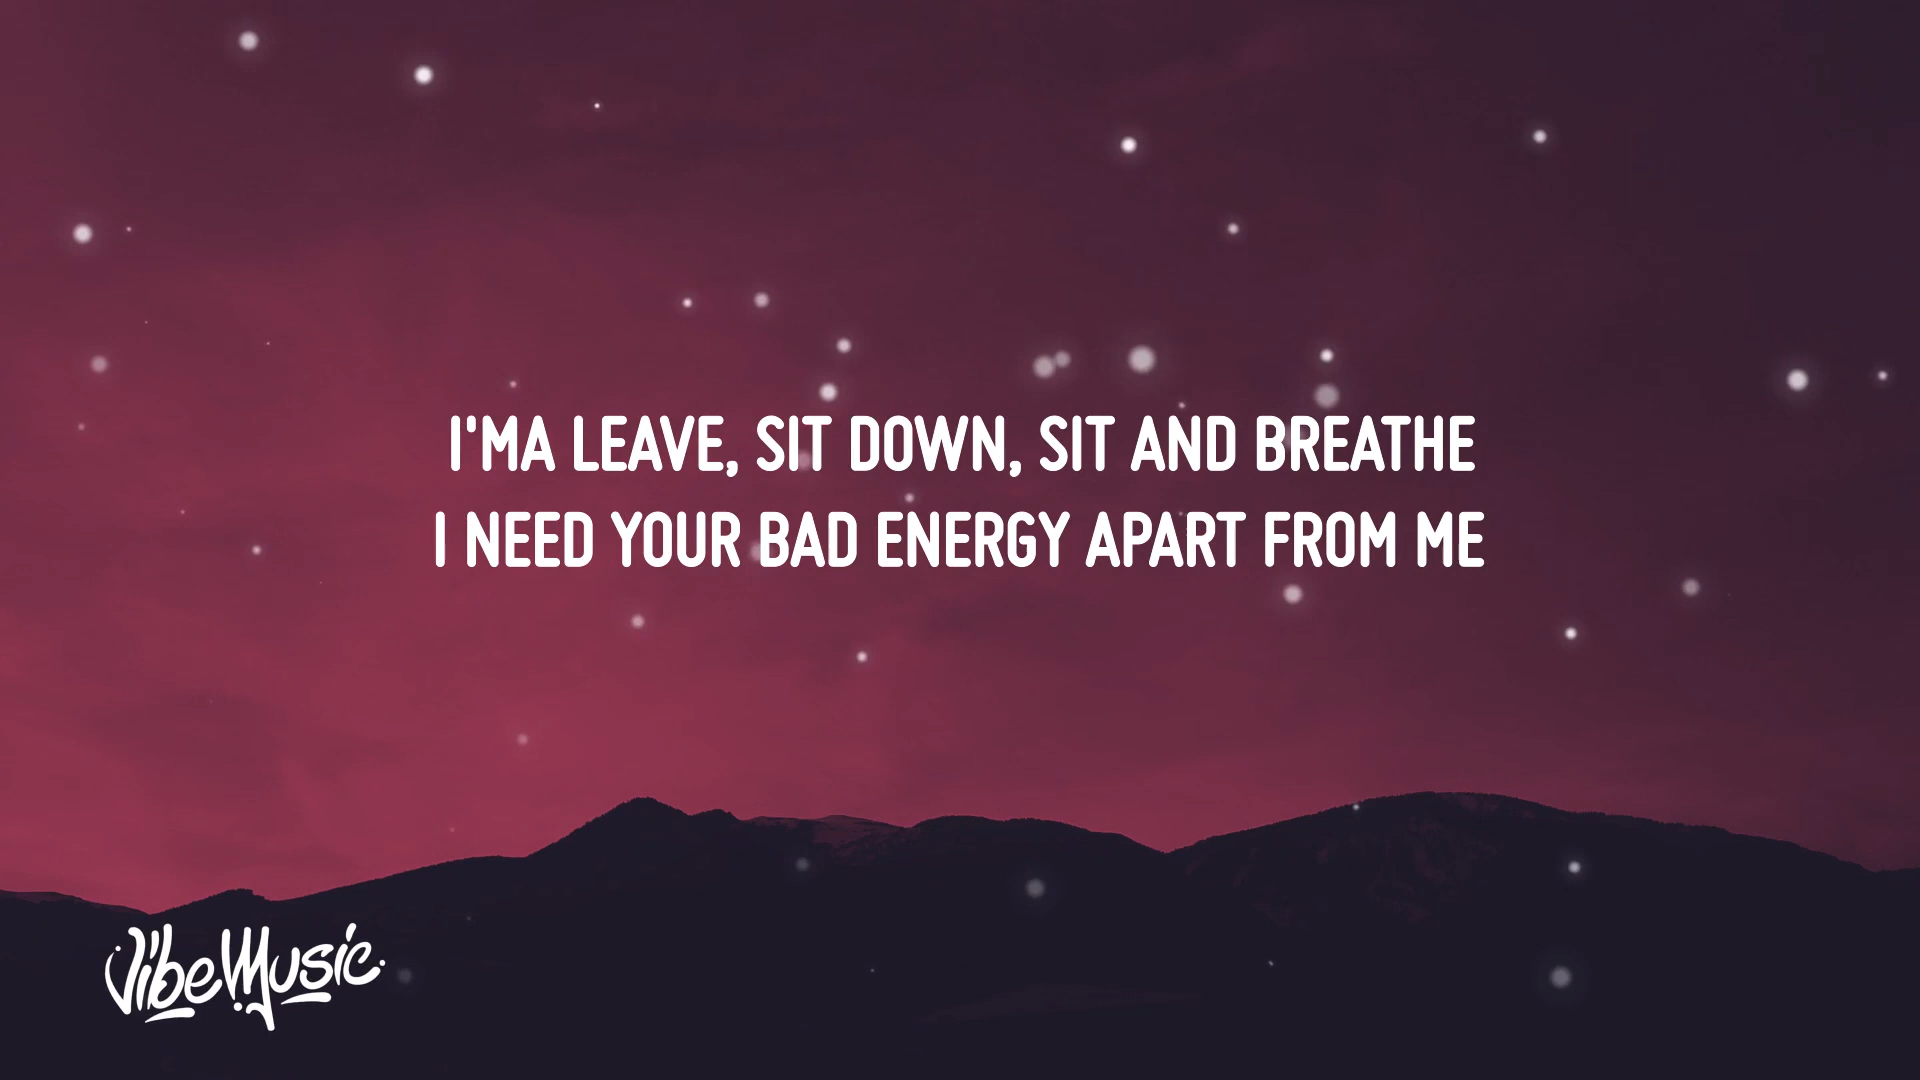 I'MA LEAVE, SIT DOWN, SIT AND BREATHE
I NEED YOUR BAD ENERGY APART FROM ME
VibeMusic